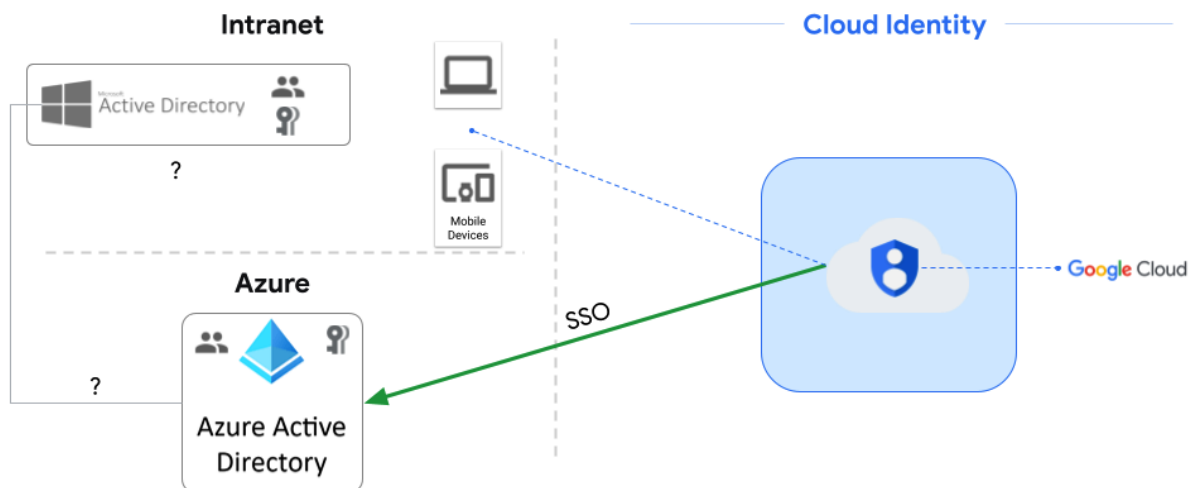 Intranet
Cloud Identity
Microsoft
Active Directory
?
Mobile
Devices
Google Cloud
Azure
SSO
?
Azure Active
Directory